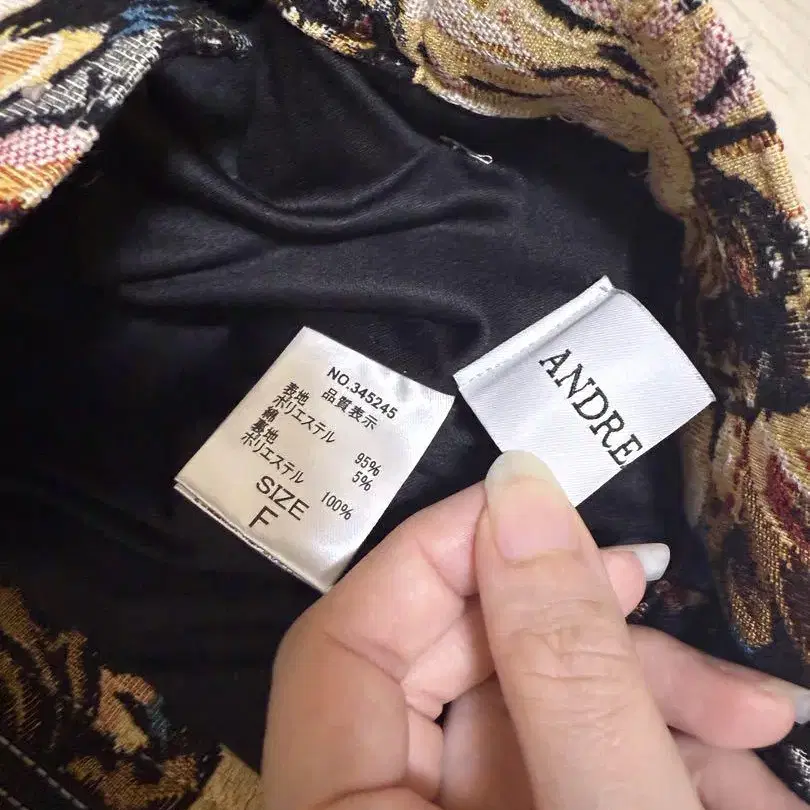 NO.345245
品質表示
表地
ポリエステル 95%
綿 5%
裏地
ポリエステル 100%
SIZE
F
ANDRE